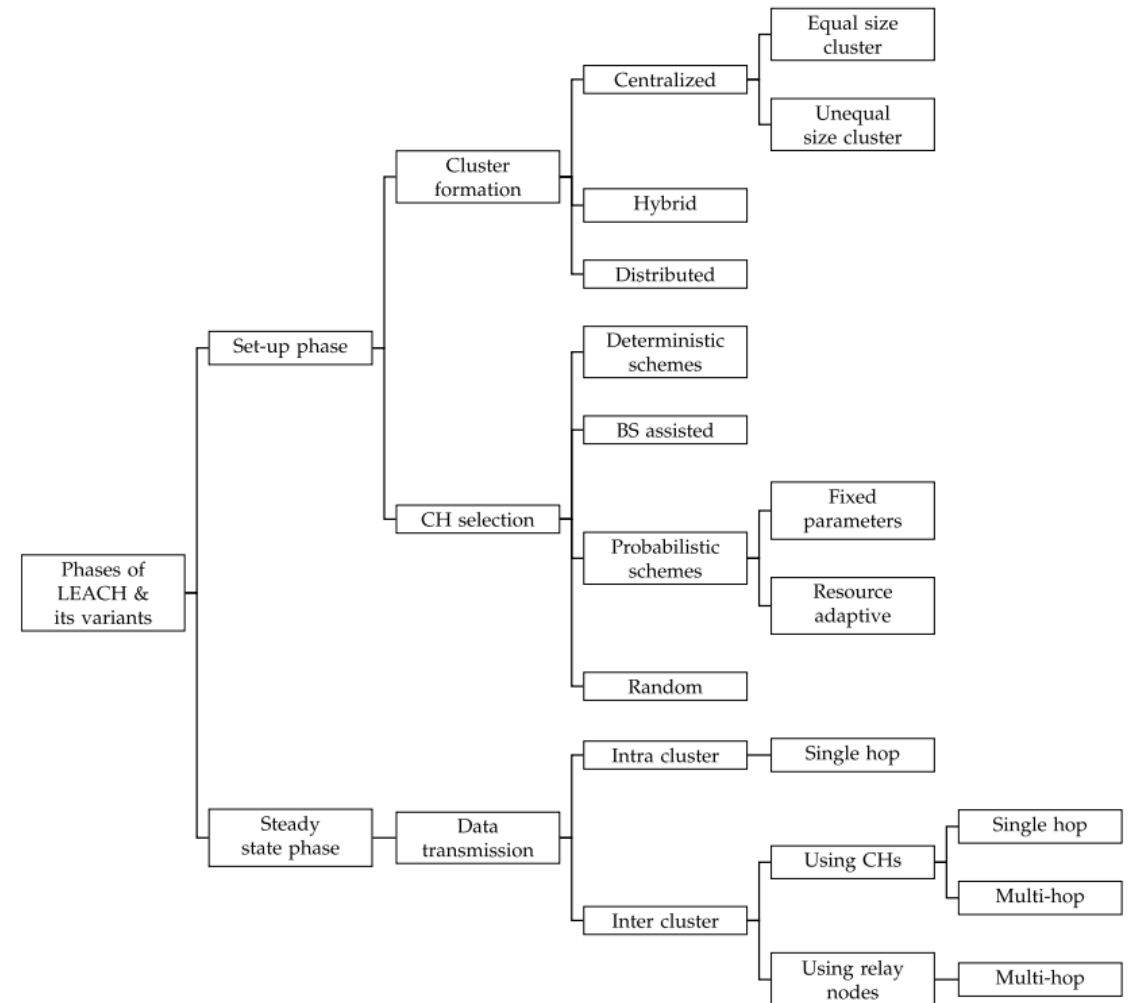 Equal size
cluster
Centralized
Unequal
size cluster
Cluster
formation
Hybrid
Distributed
Set-up phase
Deterministic
schemes
BS assisted
CH selection
Fixed
parameters
Probabilistic
schemes
Resource
adaptive
Phases of
LEACH &
its variants
Random
Intra cluster
Single hop
Steady
state phase
Data
transmission
Single hop
Using CHs
Multi-hop
Inter cluster
Using relay
nodes
Multi-hop